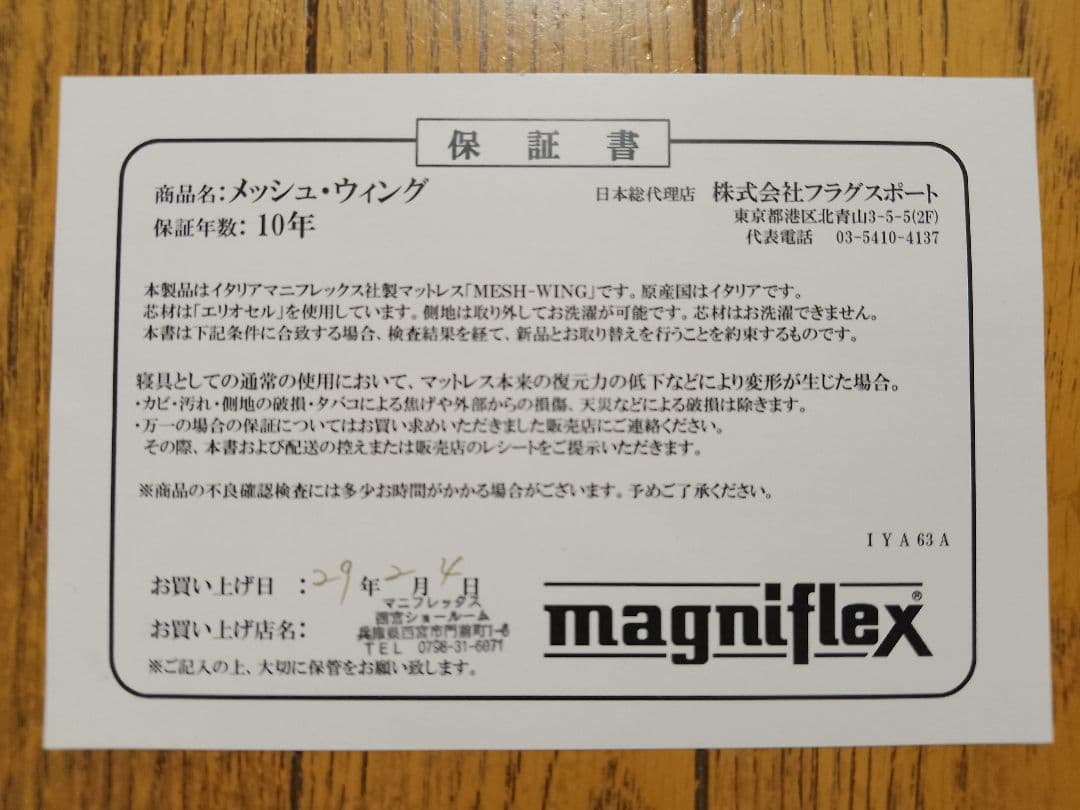 保証書
商品名：メッシュ・ウィング
保証年数：10年
日本総代理店 株式会社フラグスポート
東京都港区北青山3-5-5(2F)
代表電話 03-5410-4137
本製品はイタリアマニフレックス社製マットレス「MESH-WING」です。原産国はイタリアです。
芯材は「エリオセル」を使用しています。側地は取り外してお洗濯が可能です。芯材はお洗濯できません。
本書は下記条件に合致する場合、検査結果を経て、新品とお取り替えを行うことを約束するものです。
寝具としての通常の使用において、マットレス本来の復元力の低下などにより変形が生じた場合。
・カビ・汚れ・側地の破損・タバコによる焦げや外部からの損傷、天災などによる破損は除きます。
・万一の場合の保証についてはお買い求めいただきました販売店にご連絡ください。
その際、本書および配送の控えまたは販売店のレシートをご提示いただきます。
※商品の不良確認検査には多少お時間がかかる場合がございます。予めご了承ください。
IYA63A
お買い上げ日 ：29年2月4日
お買い上げ店名：
マニフレックス
西宮ショールーム
兵庫県西宮市門前町1-6
TEL 0798-31-6071
※ご記入の上、大切に保管をお願い致します。
magniflex®